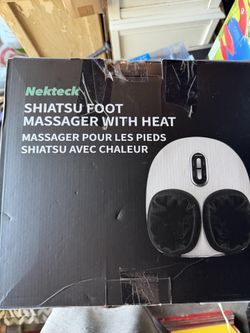 Nekteck
SHIATSU FOOT
MASSAGER WITH HEAT
MASSAGER POUR LES PIEDS
SHIATSU AVEC CHALEUR